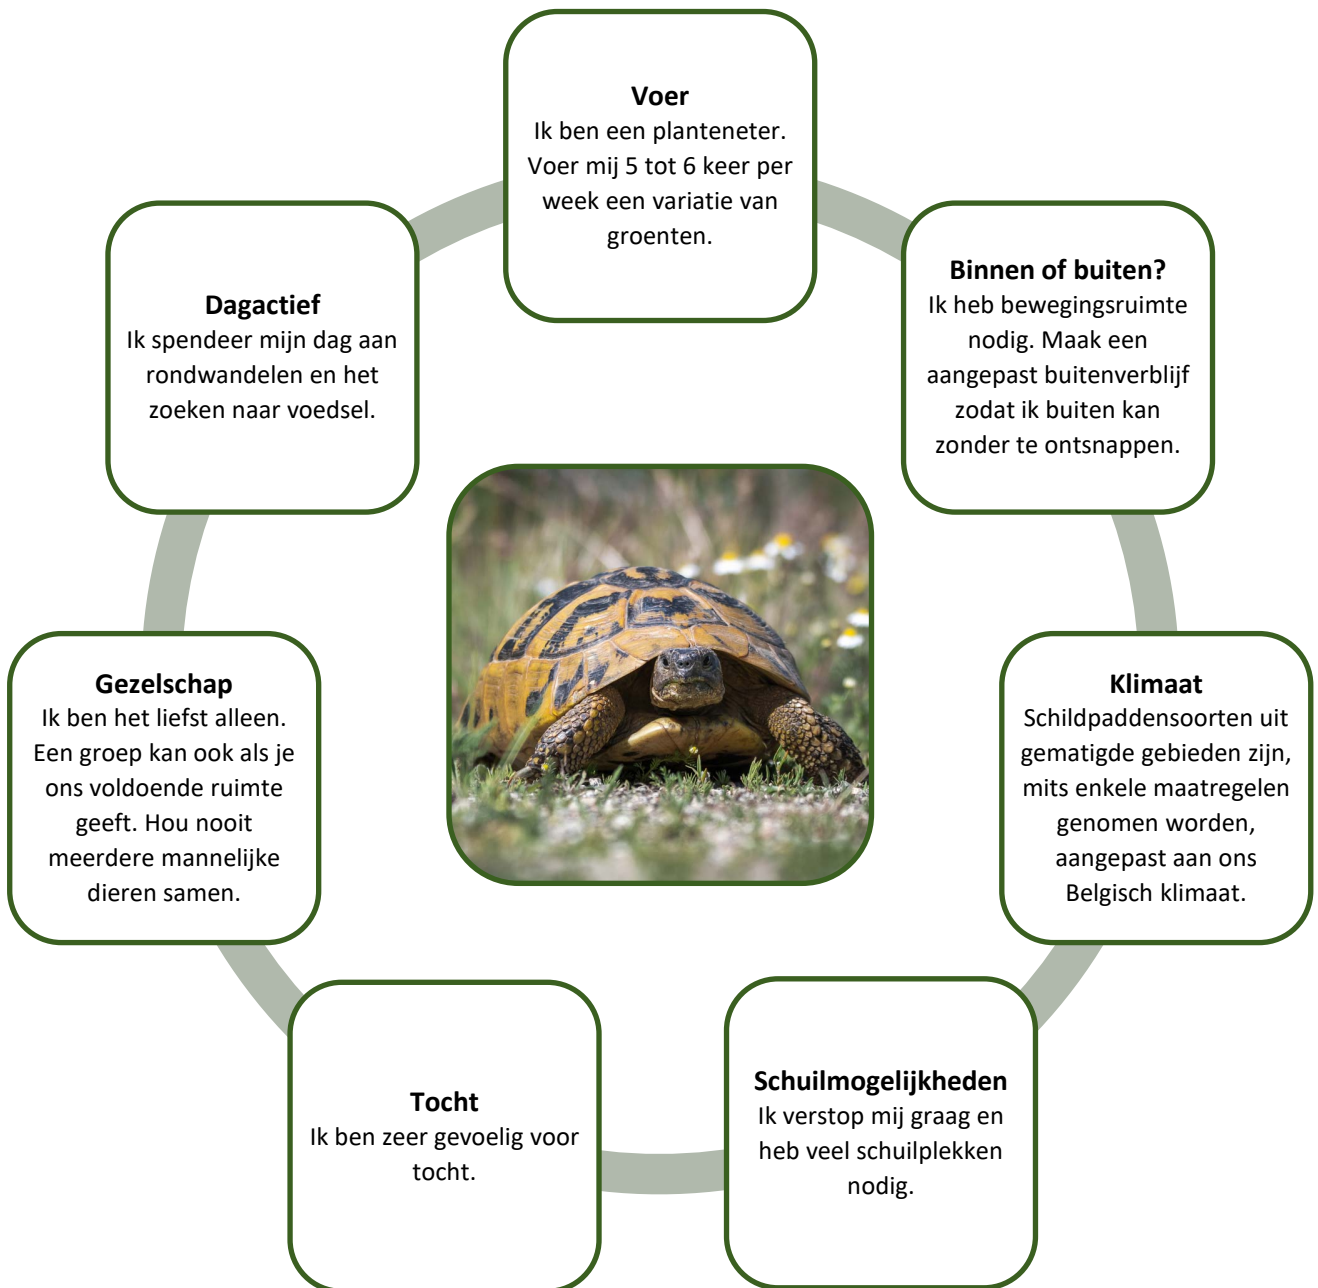 Voer
Ik ben een planteneter.
Voer mij 5 tot 6 keer per
week een variatie van
groenten.
Binnen of buiten?
Ik heb bewegingsruimte
nodig. Maak een
aangepast buitenverblijf
zodat ik buiten kan
zonder te ontsnappen.
Klimaat
Schildpaddensoorten uit
gematigde gebieden zijn,
mits enkele maatregelen
genomen worden,
aangepast aan ons
Belgisch klimaat.
Schuilmogelijkheden
Ik verstop mij graag en
heb veel schuilplekken
nodig.
Tocht
Ik ben zeer gevoelig voor
tocht.
Gezelschap
Ik ben het liefst alleen.
Een groep kan ook als je
ons voldoende ruimte
geeft. Hou nooit
meerdere mannelijke
dieren samen.
Dagactief
Ik spendeer mijn dag aan
rondwandelen en het
zoeken naar voedsel.